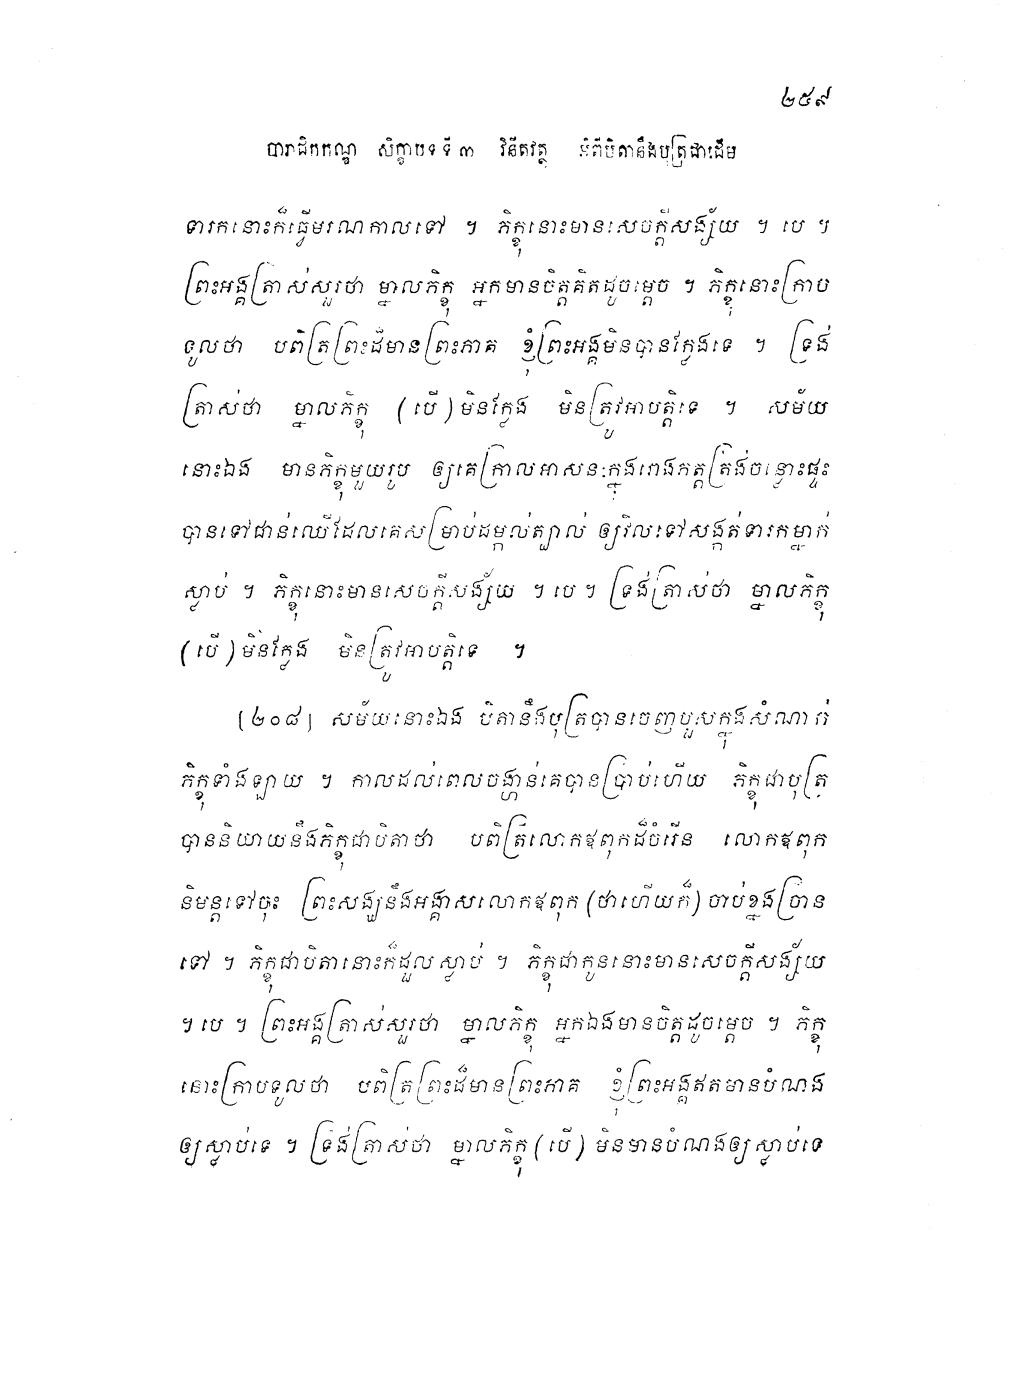 ២៥៩
បារាជិកកណ្ឌ សិក្ខាបទទី៣ វិនីតវត្ថុ អំពីបិតានឹងបុត្រជាដើម
ទារកនោះក៏ធ្វើមរណកាលទៅ ។ ភិក្ខុនោះមានសេចក្តីសង្ស័យ ។ បេ ។
ព្រះអង្គត្រាស់សួរថា ម្នាលភិក្ខុ អ្នកមានចិត្តគិតដូចម្តេច ។ ភិក្ខុនោះក្រាប
ទូលថា បពិត្រព្រះដ៏មានព្រះភាគ ខ្ញុំព្រះអង្គមិនបានក្លែងទេ ។ ទ្រង់
ត្រាស់ថា ម្នាលភិក្ខុ (បើ) មិនក្លែង មិនត្រូវអាបត្តិទេ ។ សម័យ
នោះឯង មានភិក្ខុមួយរូប ឲ្យគេក្រាលអាសនៈក្នុងរោងកត្តត្រង់ចន្លោះផ្ទះ
បានទៅជាន់ឈើដែលគេសម្រាប់ដម្កល់ត្បាល់ ឲ្យវិលទៅសង្កត់ទារកម្នាក់
ស្លាប់ ។ ភិក្ខុនោះមានសេចក្តីសង្ស័យ ។ បេ ។ ទ្រង់ត្រាស់ថា ម្នាលភិក្ខុ
(បើ) មិនក្លែង មិនត្រូវអាបត្តិទេ ។
[២០៨] សម័យនោះឯង បិតានឹងបុត្របានចេញបួសក្នុងសំណាក់
ភិក្ខុទាំងឡាយ ។ កាលដល់ពេលចង្ហាន់គេបានប្រាប់ហើយ ភិក្ខុជាបុត្រ
បាននិយាយនឹងភិក្ខុជាបិតាថា បពិត្រលោកឪពុកដ៏ចំរើន លោកឪពុក
និមន្តទៅចុះ ព្រះសង្ឃនឹងអង្គាសលោកឪពុក (ថាហើយក៏) ចាប់ខ្នងច្រាន
ទៅ ។ ភិក្ខុជាបិតានោះក៏ដួលស្លាប់ ។ ភិក្ខុជាកូននោះមានសេចក្តីសង្ស័យ
។ បេ ។ ព្រះអង្គត្រាស់សួរថា ម្នាលភិក្ខុ អ្នកឯងមានចិត្តដូចម្តេច ។ ភិក្ខុ
នោះក្រាបទូលថា បពិត្រព្រះដ៏មានព្រះភាគ ខ្ញុំព្រះអង្គឥតមានបំណង
ឲ្យស្លាប់ទេ ។ ទ្រង់ត្រាស់ថា ម្នាលភិក្ខុ (បើ) មិនមានបំណងឲ្យស្លាប់ទេ